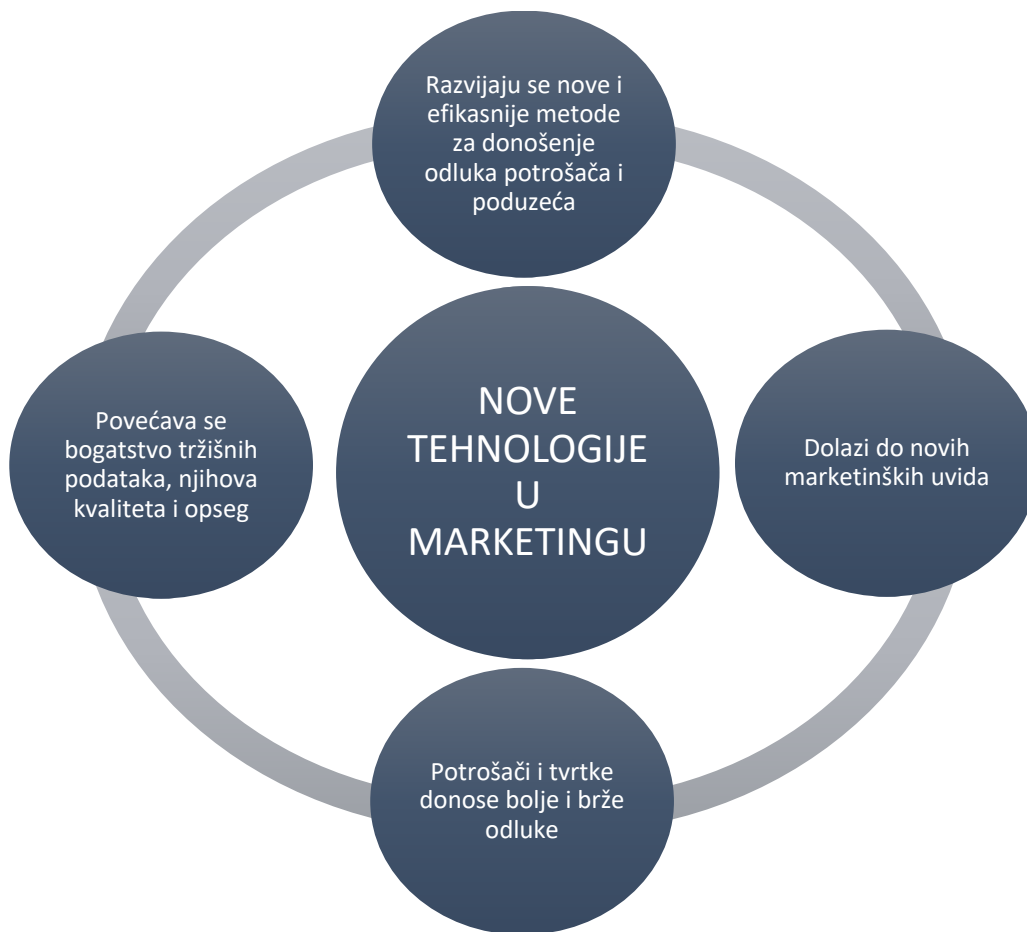 Razvijaju se nove i
efikasnije metode
za donošenje
odluka potrošača i
poduzeća
Povećava se
bogatstvo tržišnih
podataka, njihova
kvaliteta i opseg
NOVE
TEHNOLOGIJE
U
MARKETINGU
Dolazi do novih
marketinških uvida
Potrošači i tvrtke
donose bolje i brže
odluke